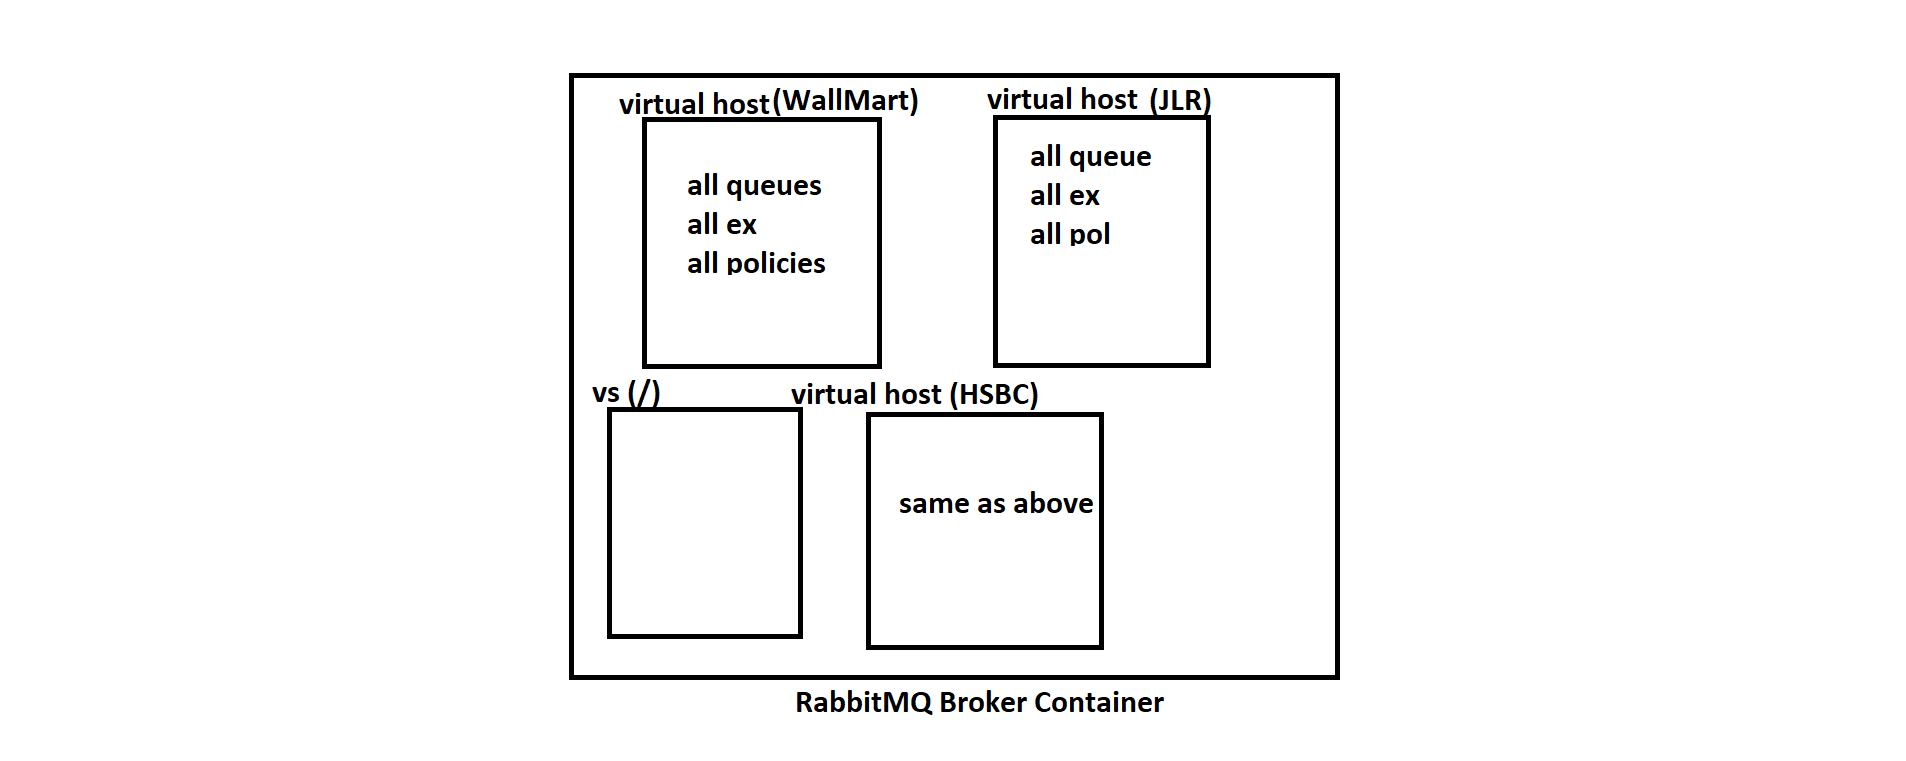 virtual host (WallMart)
virtual host (JLR)
all queues
all ex
all policies
all queue
all ex
all pol
vs (/)
virtual host (HSBC)
same as above
RabbitMQ Broker Container